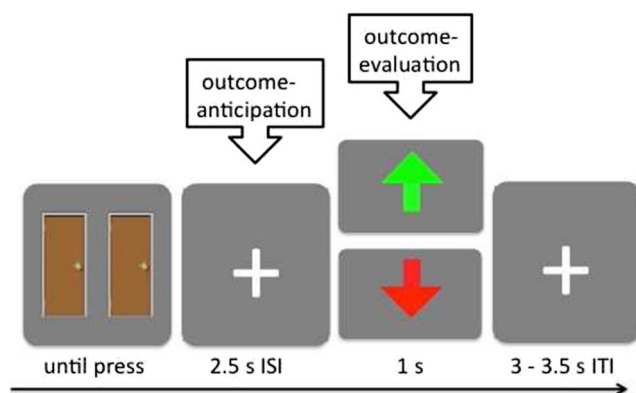 outcome-
evaluation
outcome-
anticipation
until press
2.5 s ISI
1 s
3 - 3.5 s ITI